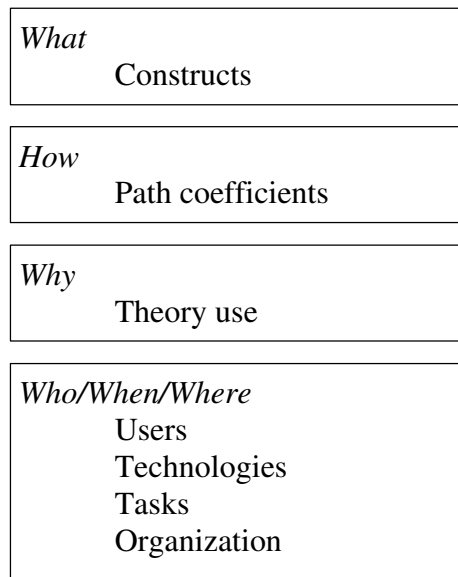 What
Constructs
How
Path coefficients
Why
Theory use
Who/When/Where
Users
Technologies
Tasks
Organization